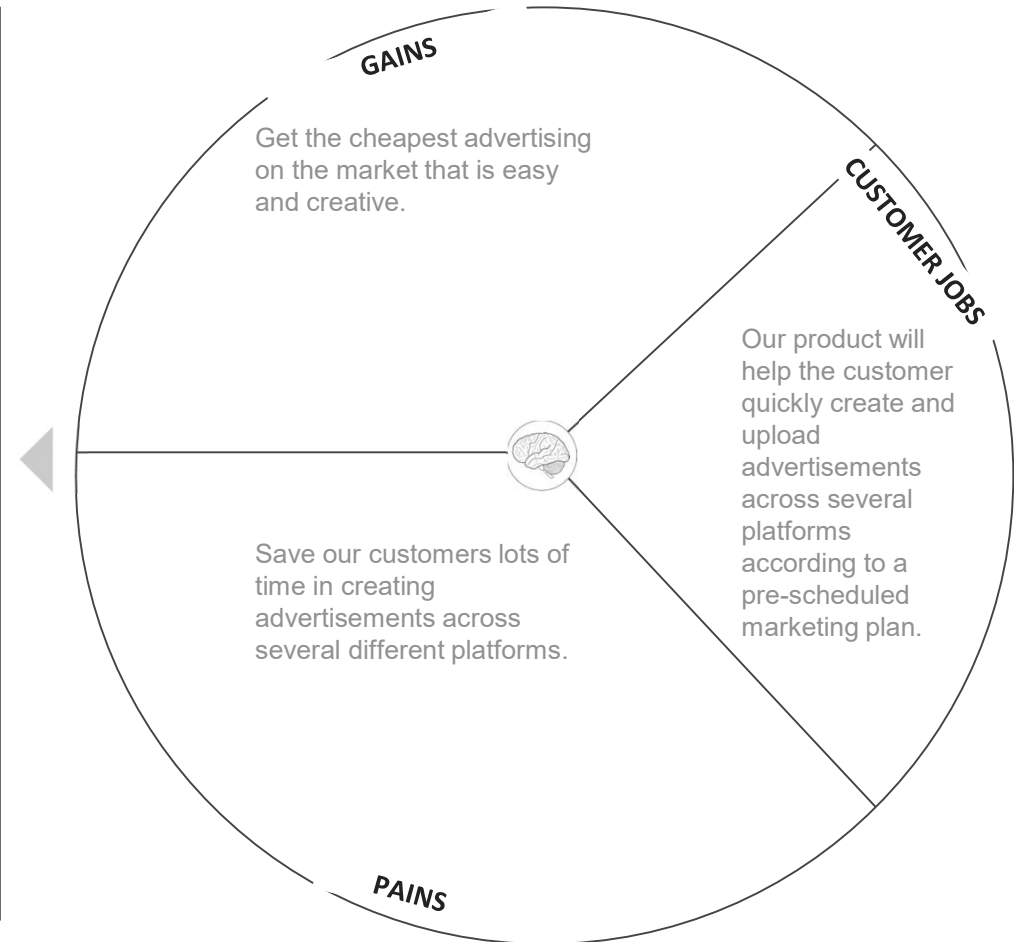 GAINS
Get the cheapest advertising
on the market that is easy
and creative.
CUSTOMER JOBS
Our product will
help the customer
quickly create and
upload
advertisements
across several
platforms
according to a
pre-scheduled
marketing plan.
Save our customers lots of
time in creating
advertisements across
several different platforms.
PAINS